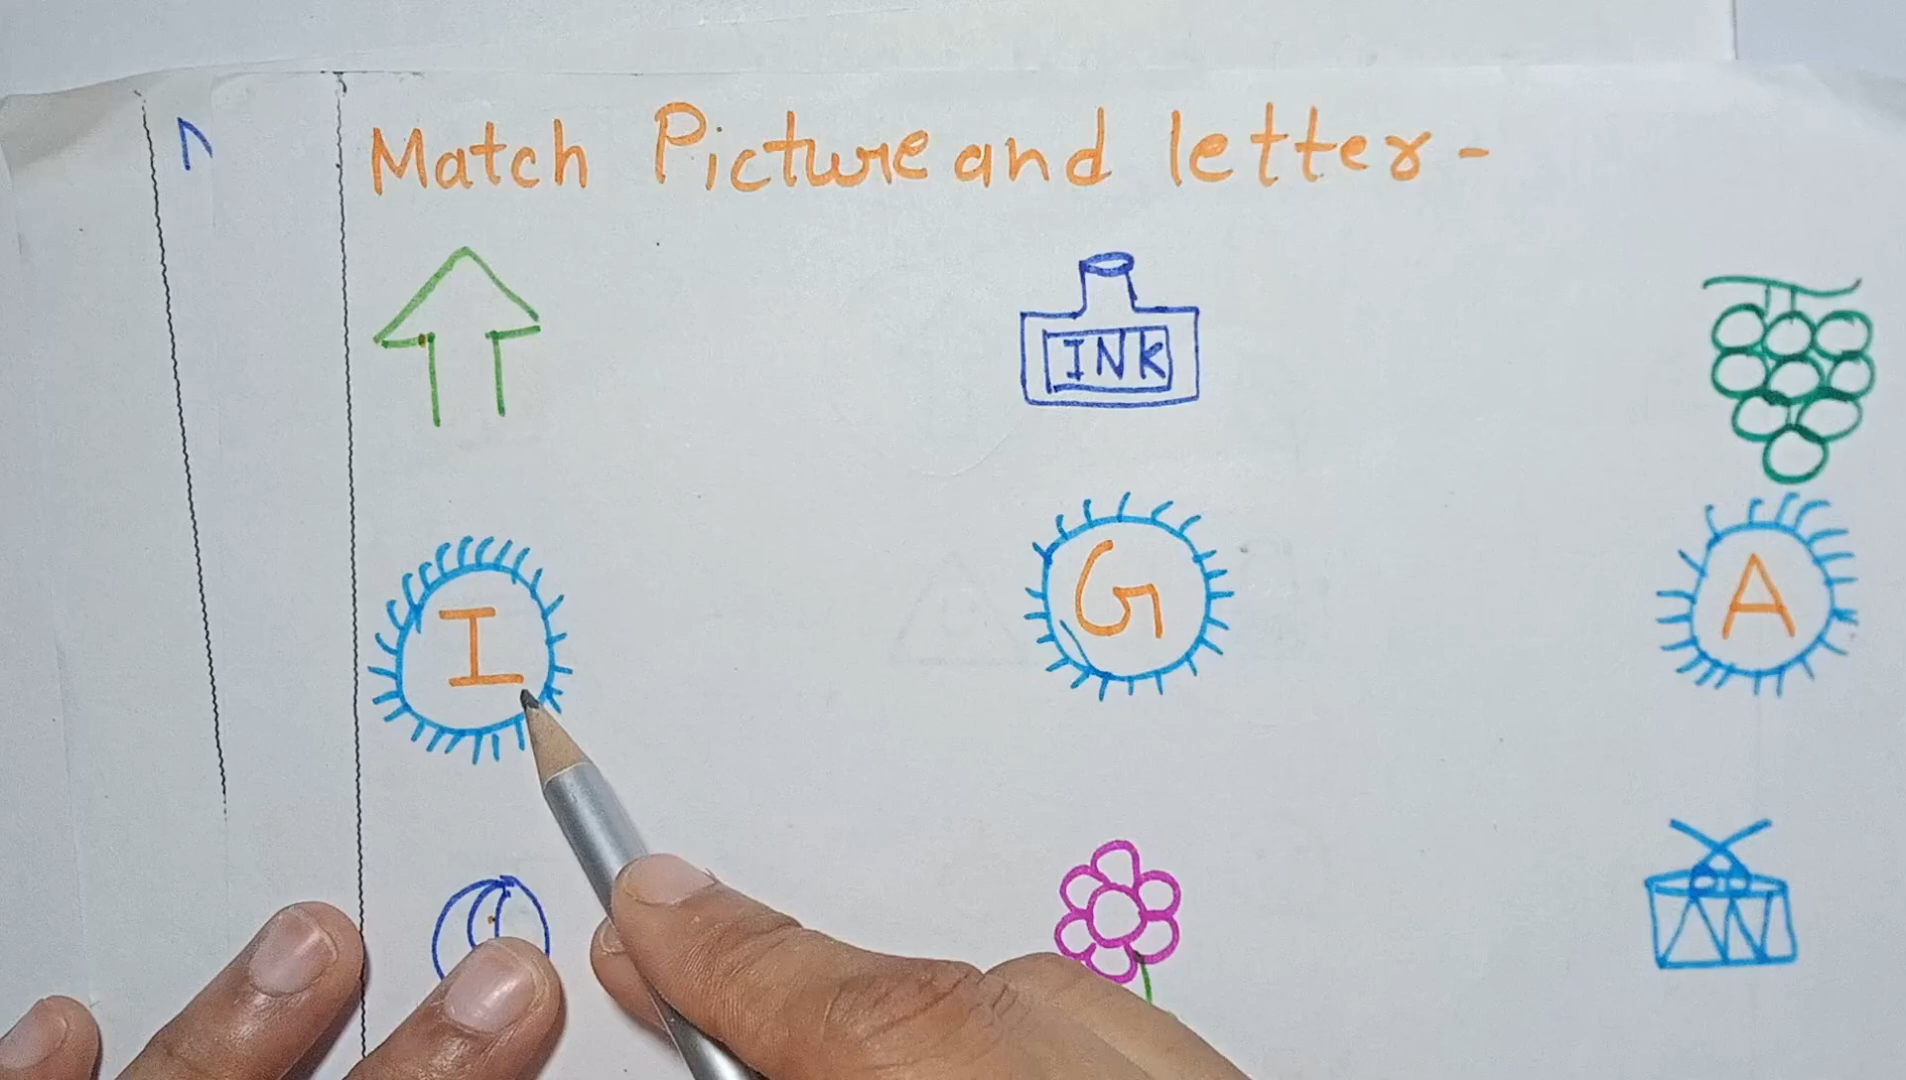 Match Picture and letter -
INK
I G A